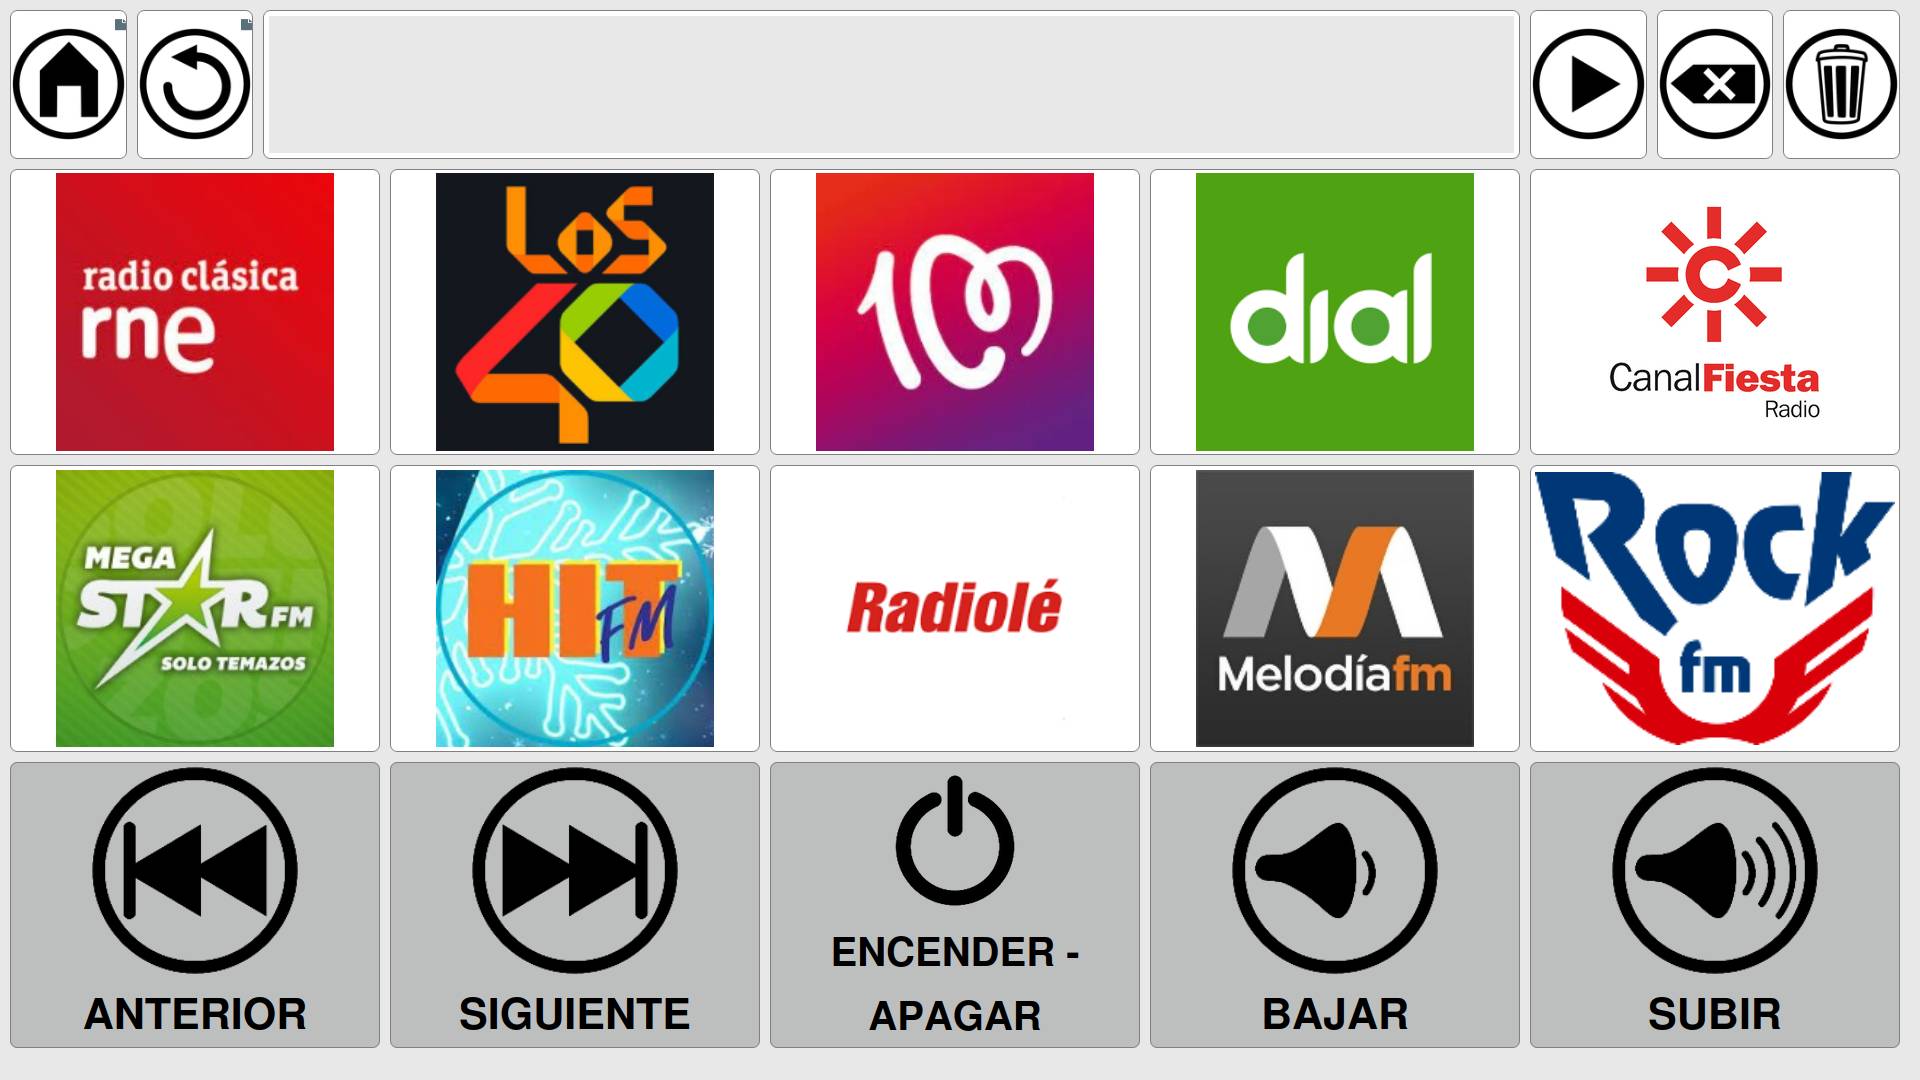 radio clásica
rne
LOS
40
100
dial
CanalFiesta
Radio
MEGA
STAR FM
SOLO TEMAZOS
HIT
FM
Radiolé
Melodíafm
Rock
fm
ANTERIOR
SIGUIENTE
ENCENDER -
APAGAR
BAJAR
SUBIR